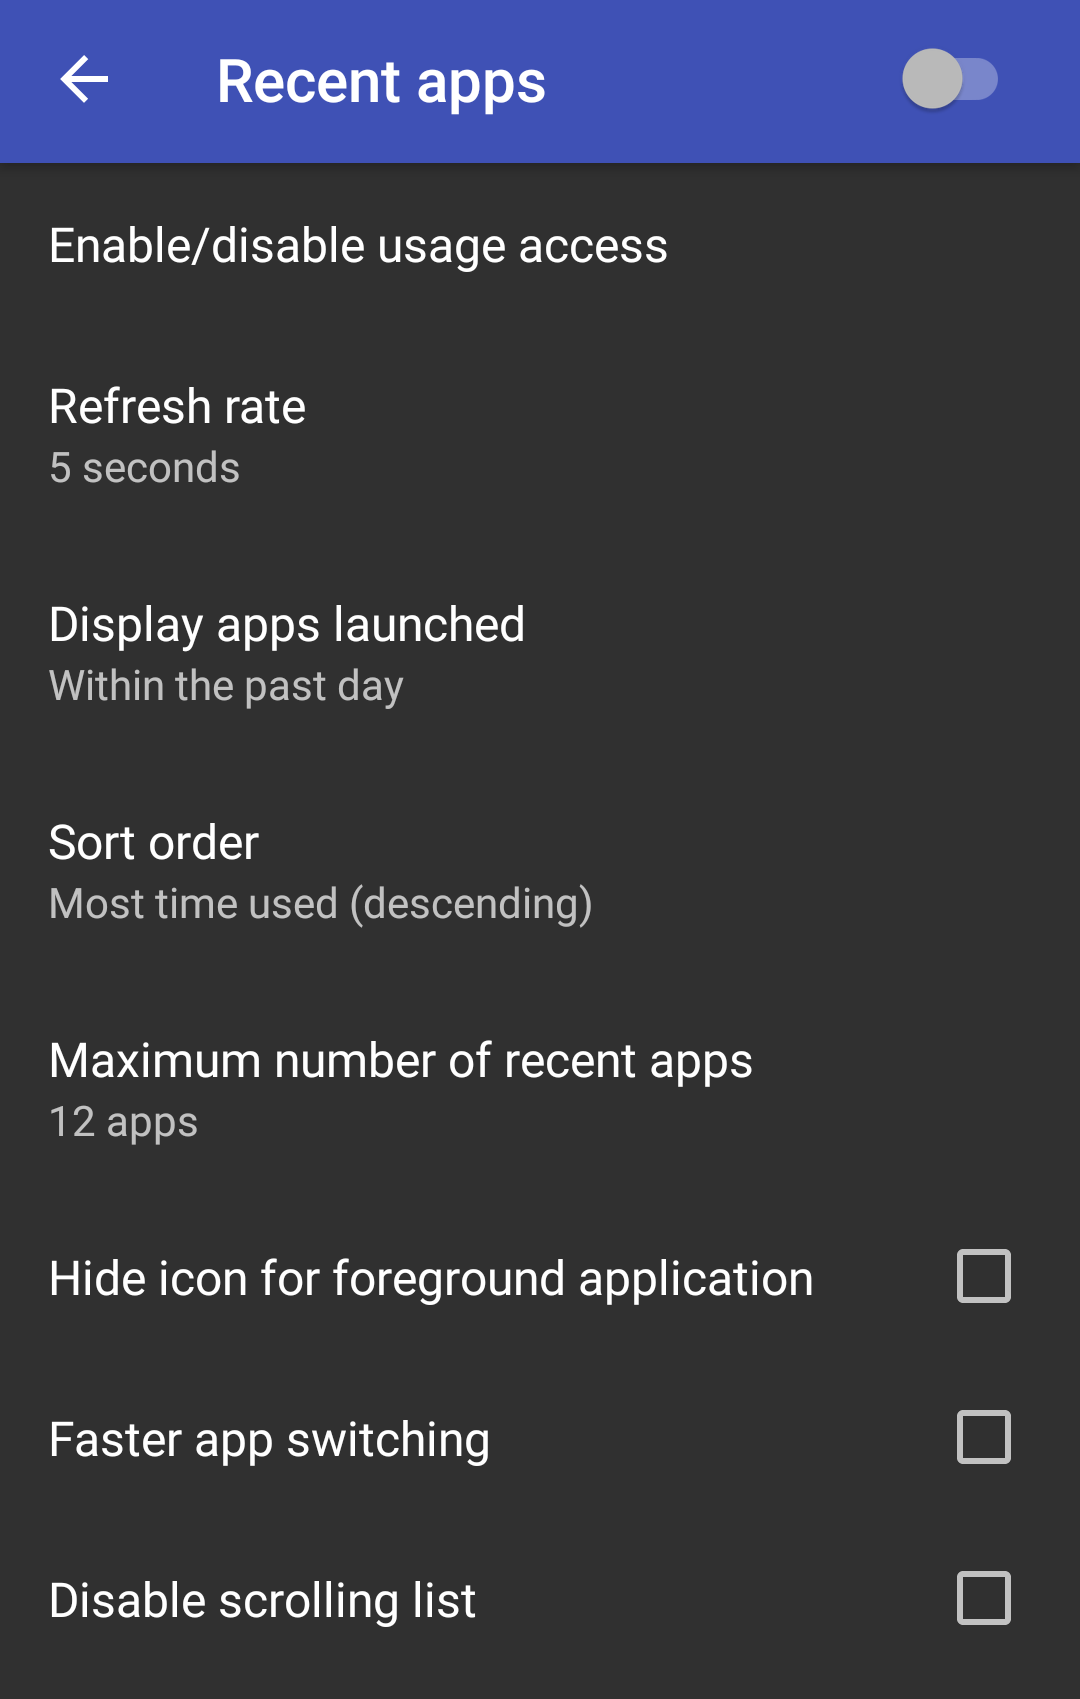 Recent apps
Enable/disable usage access
Refresh rate
5 seconds
Display apps launched
Within the past day
Sort order
Most time used (descending)
Maximum number of recent apps
12 apps
Hide icon for foreground application
Faster app switching
Disable scrolling list